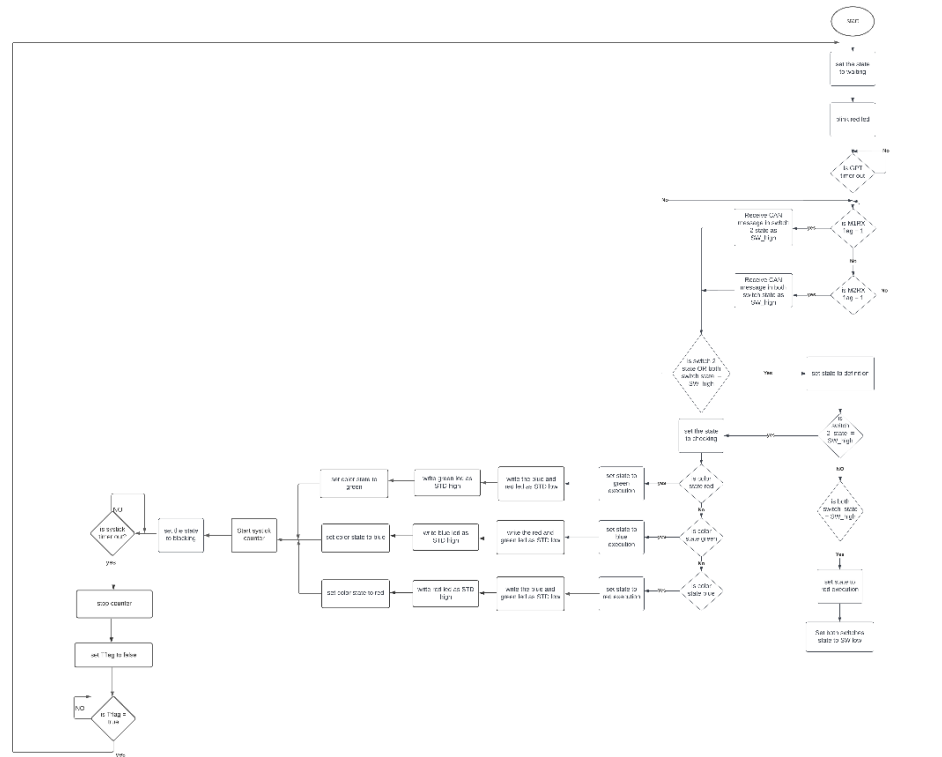 start
set the state
to waiting
blink red led
No
is GPT
timer out
No
Receive CAN
message in switch
2 state as
SW_high
yes
is M1RX
flag = 1
No
Receive CAN
message in both
switch state as
SW_high
yes
is M2RX
flag = 1
No
is switch 2
state OR both
switch state =
SW_high
Yes
set state to definition
set the state
to checking
yes
is
switch
2 state =
SW_high
NO
set color state to
green
write green led as
STD high
write the blue and
red led as STD low
set state to
green
execution
yes
is color
state red
No
is both
switch state
= SW_high
NO
is systick
timer out?
yes
set the state
to blocking
Start systick
counter
set color state to blue
write blue led as
STD high
write the red and
green led as STD low
set state to
blue
execution
yes
is color
state green
No
Yes
set color state to red
write red led as STD
high
write the blue and
green led as STD low
set state to
red execution
yes
is color
state blue
set state to
red execution
stop counter
Set both switches
state to SW low
set Tflag to false
NO
is Tflag =
true
yes